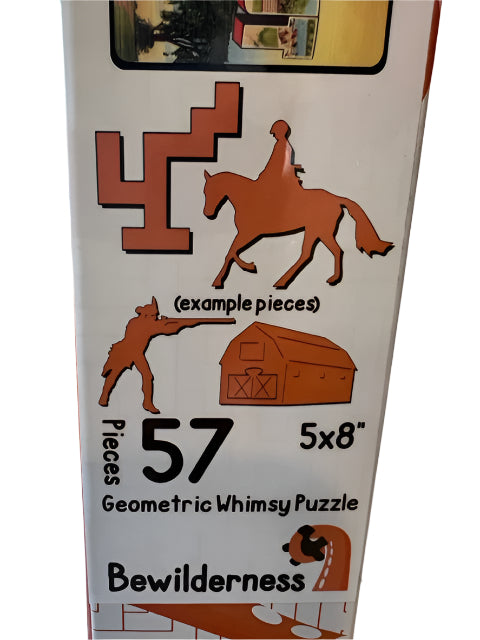 (example pieces)
Pieces 57
5x8"
Geometric Whimsy Puzzle
Bewilderness